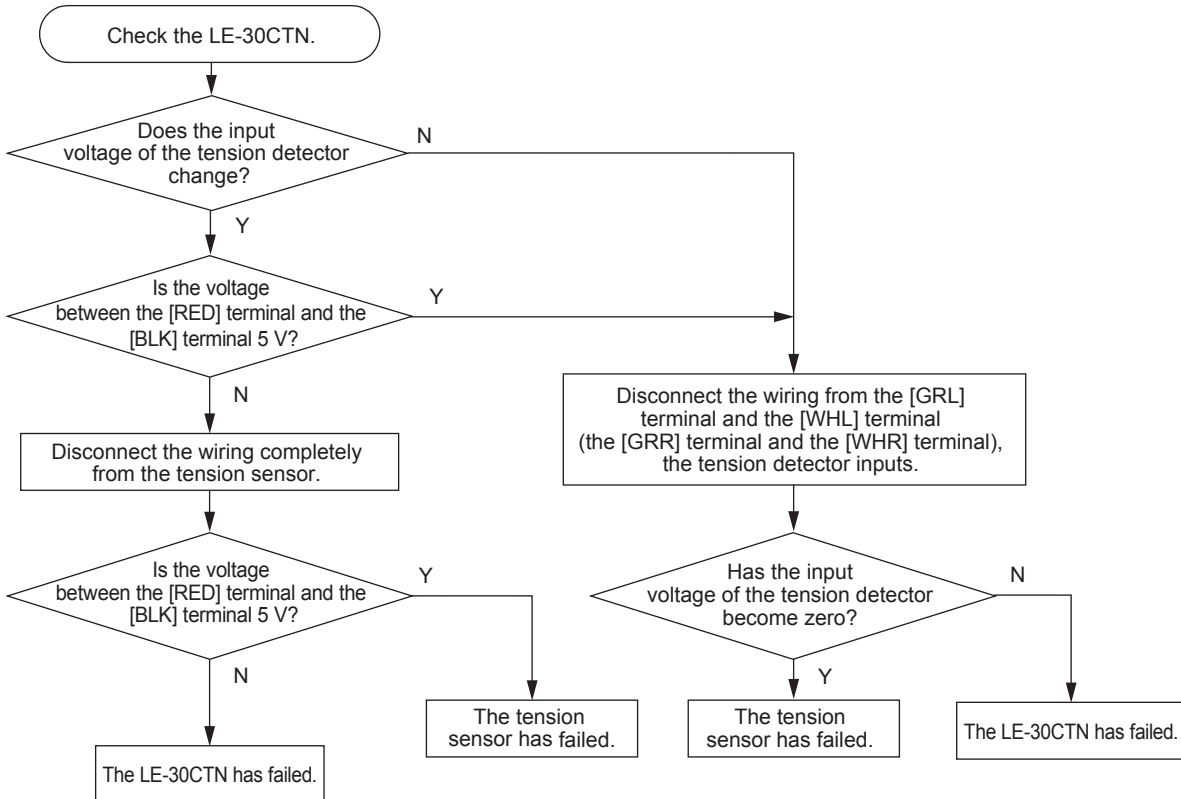 Check the LE-30CTN.
Does the input
voltage of the tension detector
change?
N
Y
Is the voltage
between the [RED] terminal and the
[BLK] terminal 5 V?
Y
N
Disconnect the wiring completely
from the tension sensor.
Disconnect the wiring from the [GRL]
terminal and the [WHL] terminal
(the [GRR] terminal and the [WHR] terminal),
the tension detector inputs.
Is the voltage
between the [RED] terminal and the
[BLK] terminal 5 V?
Y
N
Has the input
voltage of the tension detector
become zero?
N
Y
The tension
sensor has failed.
The tension
sensor has failed.
The LE-30CTN has failed.
The LE-30CTN has failed.